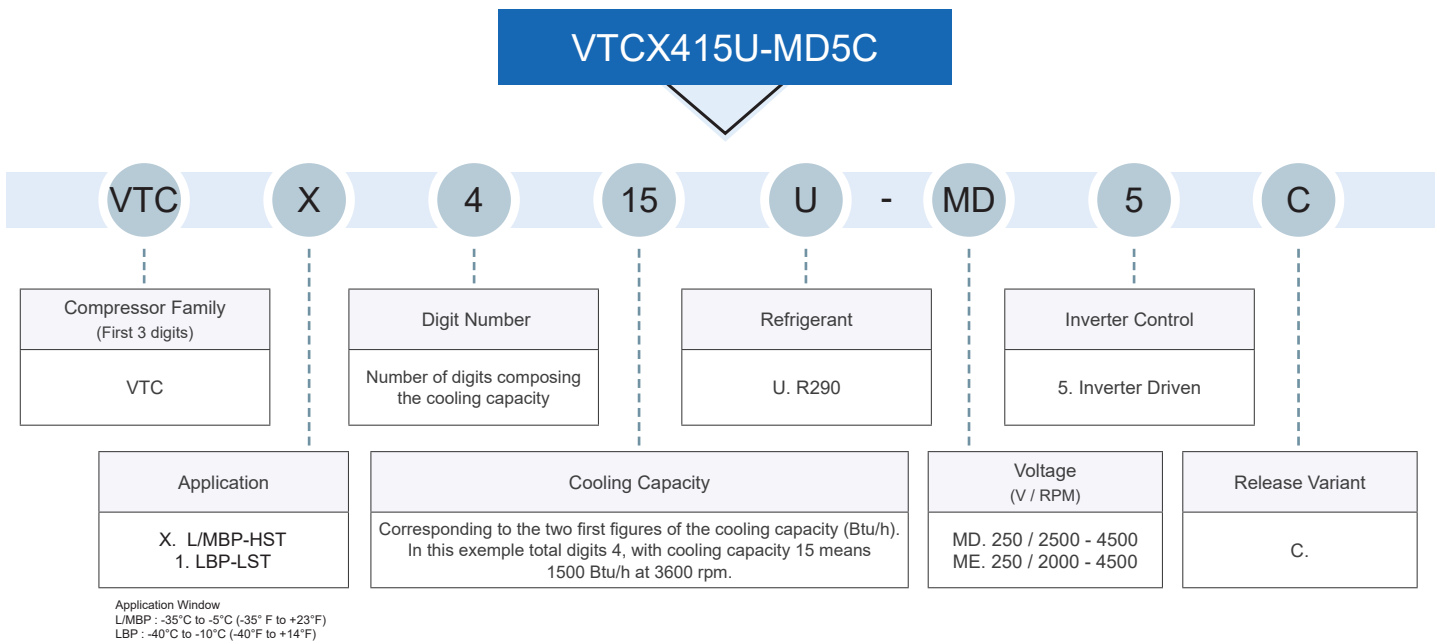 VTCX415U-MD5C
VTC X 4 15 U - MD 5 C
Compressor Family
(First 3 digits)
VTC
Digit Number
Number of digits composing
the cooling capacity
Refrigerant
U. R290
Inverter Control
5. Inverter Driven
Application
X. L/MBP-HST
1. LBP-LST
Cooling Capacity
Corresponding to the two first figures of the cooling capacity (Btu/h).
In this exemple total digits 4, with cooling capacity 15 means
1500 Btu/h at 3600 rpm.
Voltage
(V / RPM)
MD. 250 / 2500 - 4500
ME. 250 / 2000 - 4500
Release Variant
C.
Application Window
L/MBP : -35°C to -5°C (-35° F to +23°F)
LBP : -40°C to -10°C (-40°F to +14°F)